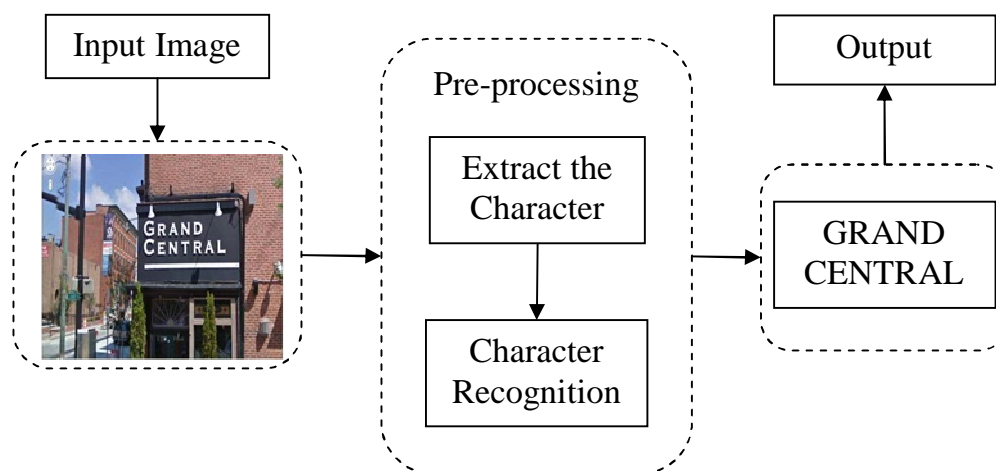 Input Image
GRAND
CENTRAL
Pre-processing
Extract the
Character
Character
Recognition
Output
GRAND
CENTRAL